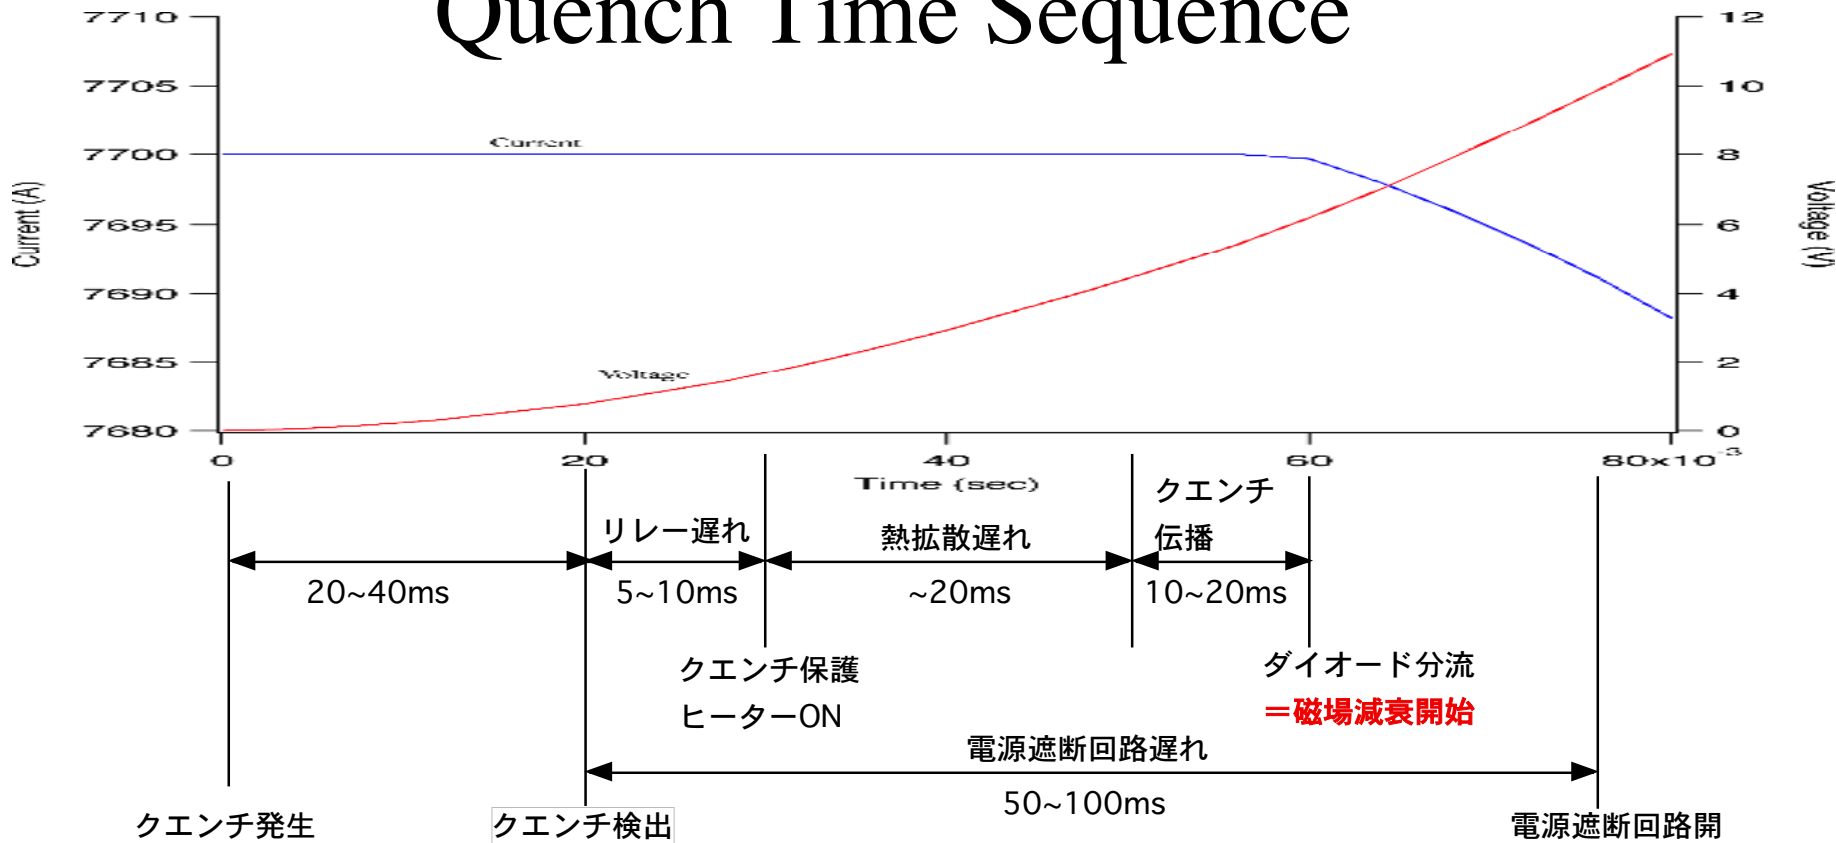 Quench Time Sequence
7710
7705
7700
7695
7690
7685
7680
Current (A)
12
10
8
6
4
2
0
Voltage (V)
Current
Voltage
0
20
40
60
80x10-3
Time (sec)
リレー遅れ
熱拡散遅れ
クエンチ
伝播
20~40ms
5~10ms
~20ms
10~20ms
クエンチ保護
ヒーターON
ダイオード分流
＝磁場減衰開始
電源遮断回路遅れ
50~100ms
クエンチ発生
クエンチ検出
電源遮断回路開